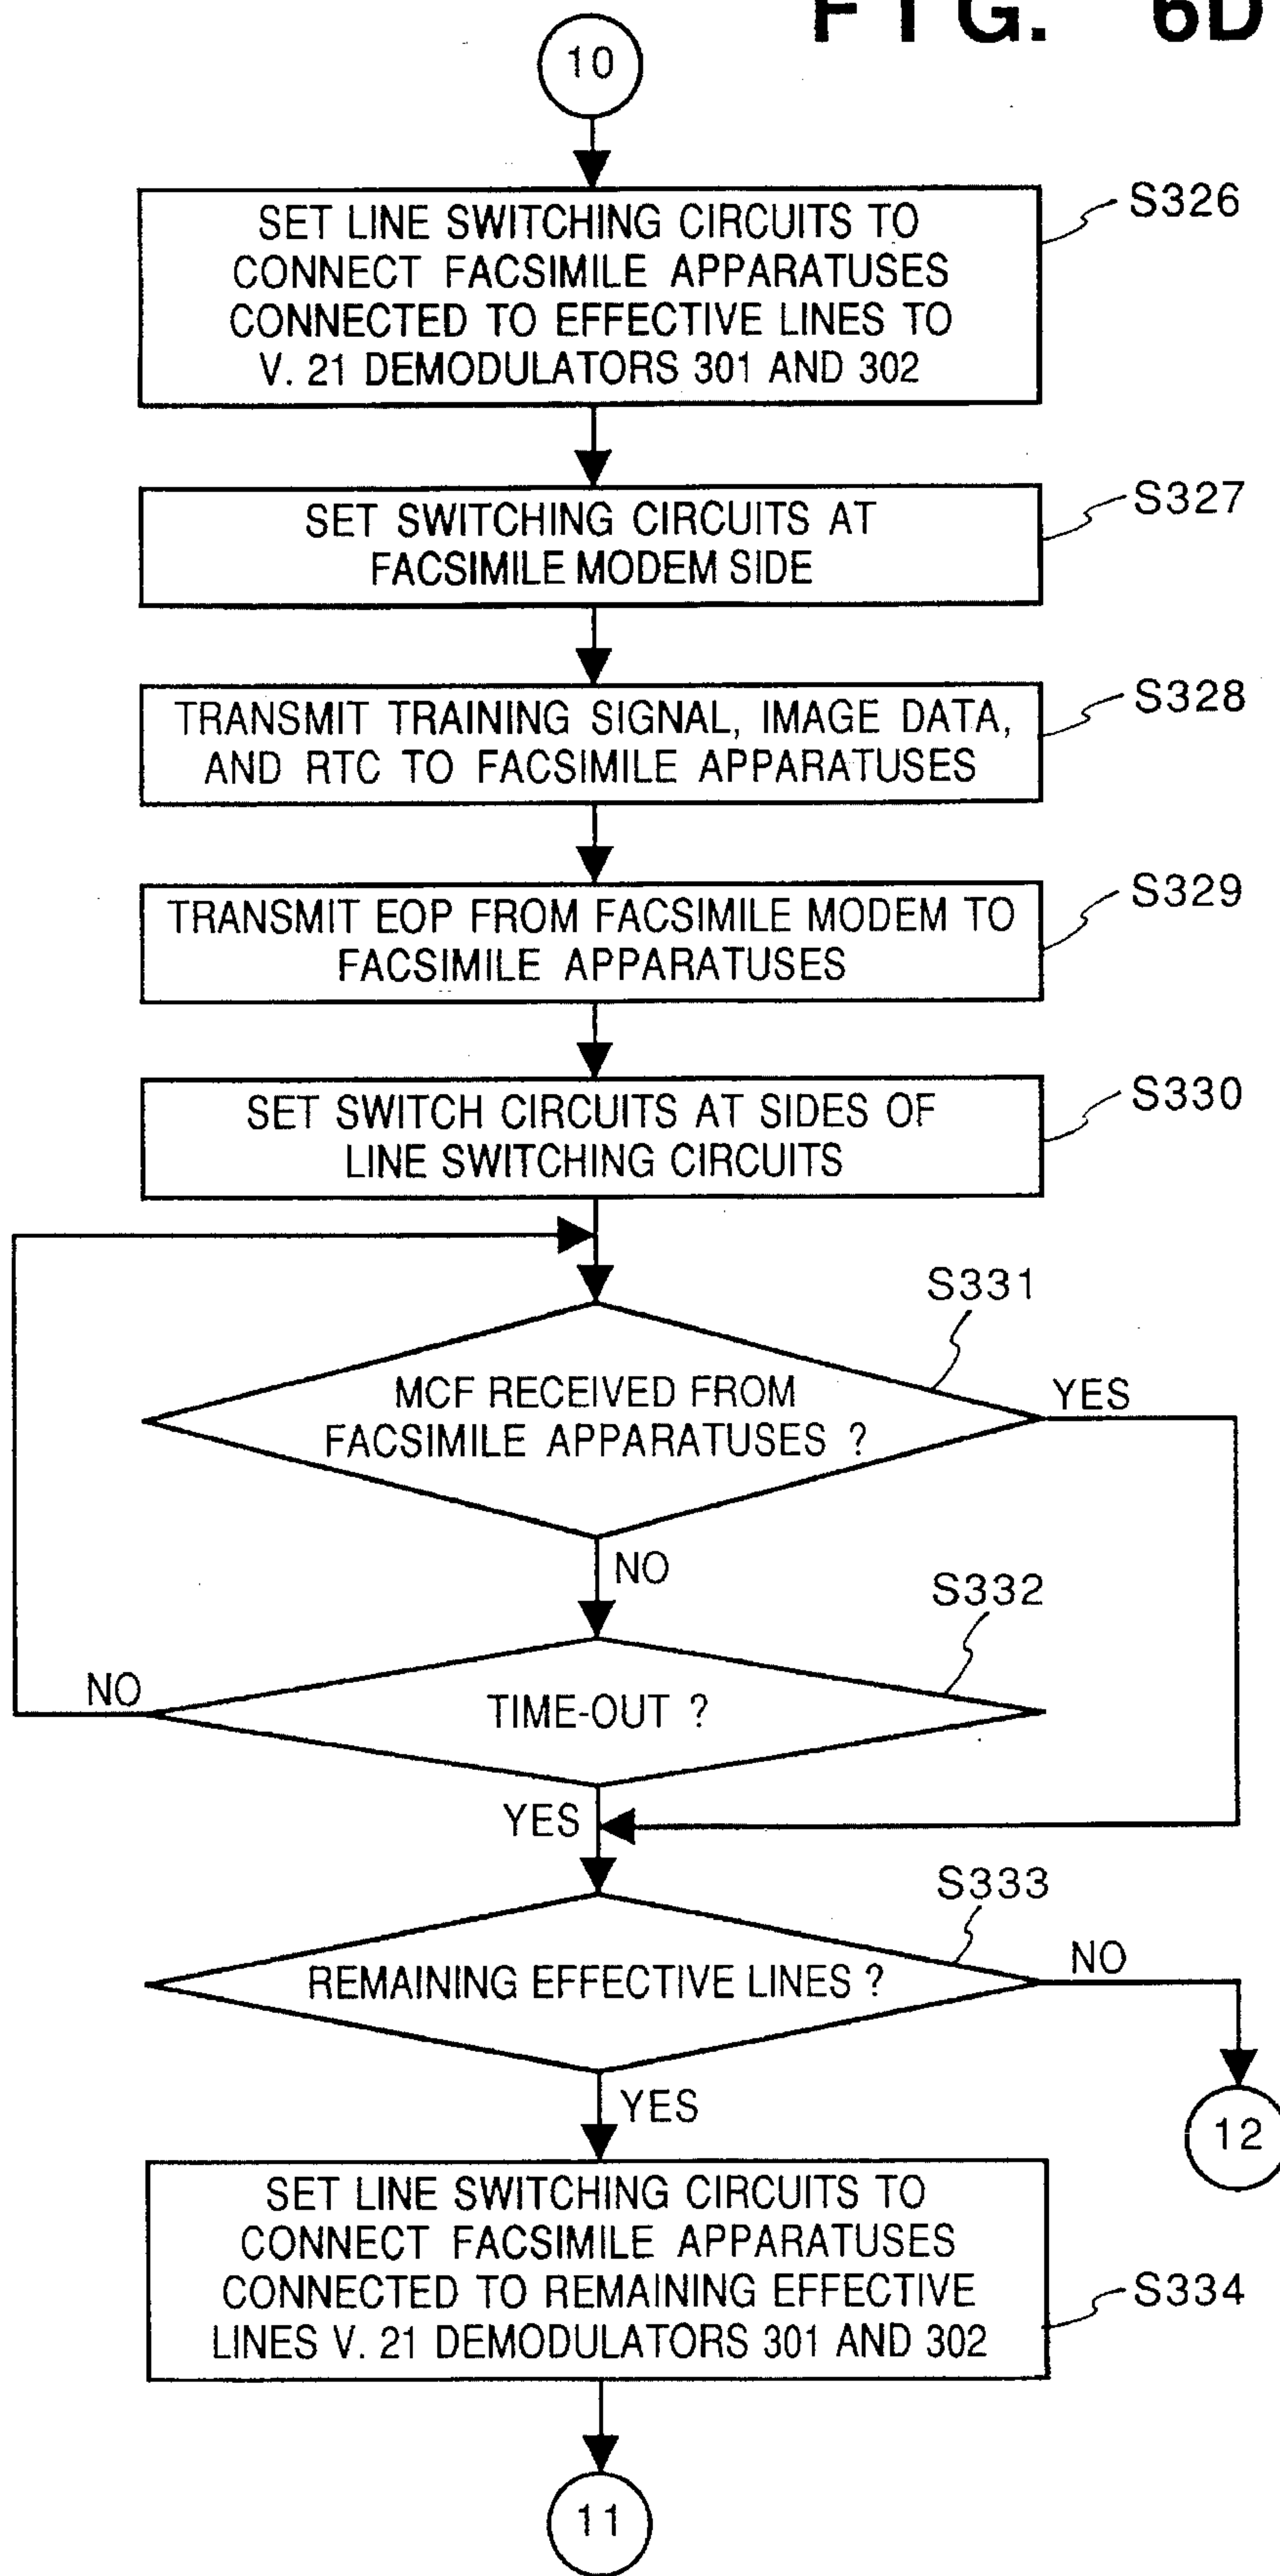 FIG. 6D
10
SET LINE SWITCHING CIRCUITS TO
CONNECT FACSIMILE APPARATUSES
CONNECTED TO EFFECTIVE LINES TO
V. 21 DEMODULATORS 301 AND 302
S326
SET SWITCHING CIRCUITS AT
FACSIMILE MODEM SIDE
S327
TRANSMIT TRAINING SIGNAL, IMAGE DATA,
AND RTC TO FACSIMILE APPARATUSES
S328
TRANSMIT EOP FROM FACSIMILE MODEM TO
FACSIMILE APPARATUSES
S329
SET SWITCH CIRCUITS AT SIDES OF
LINE SWITCHING CIRCUITS
S330
S331
MCF RECEIVED FROM
FACSIMILE APPARATUSES ?
YES
NO
S332
TIME-OUT ?
NO
YES
S333
REMAINING EFFECTIVE LINES ?
NO
12
YES
SET LINE SWITCHING CIRCUITS TO
CONNECT FACSIMILE APPARATUSES
CONNECTED TO REMAINING EFFECTIVE
LINES V. 21 DEMODULATORS 301 AND 302
S334
11